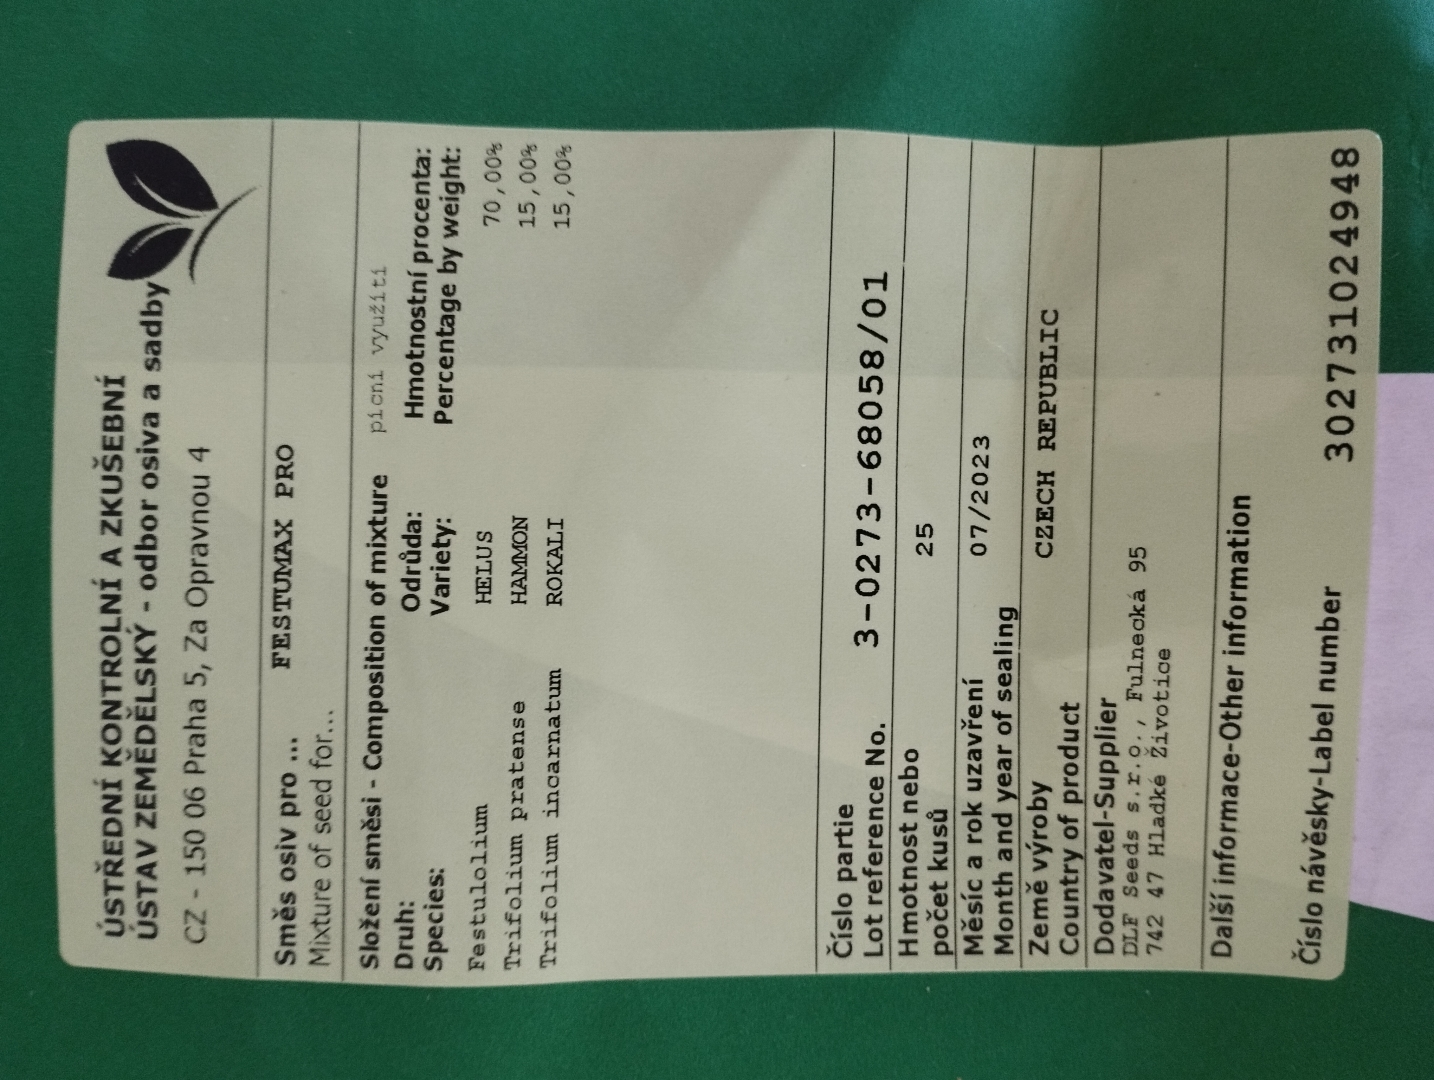 ÚSTŘEDNÍ KONTROLNÍ A ZKUŠEBNÍ
ÚSTAV ZEMĚDĚLSKÝ - odbor osiva a sadby
CZ - 150 06 Praha 5, Za Opravnou 4
Směs osiv pro ... FESTUMAX PRO
Mixture of seed for...
Složení směsi - Composition of mixture pícní využití
Druh: Odrůda: Hmotnostní procenta:
Species: Variety: Percentage by weight:
Festulolium HELUS 70,00%
Trifolium pratense HAMMON 15,00%
Trifolium incarnatum ROKALI 15,00%
Číslo partie
Lot reference No. 3-0273-68058/01
Hmotnost nebo
počet kusů 25
Měsíc a rok uzavření 07/2023
Month and year of sealing
Země výroby CZECH REPUBLIC
Country of product
Dodavatel-Supplier
DLF Seeds s.r.o., Fulnecká 95
742 47 Hladké Životice
Další informace-Other information
Číslo návěsky-Label number 3027331024948